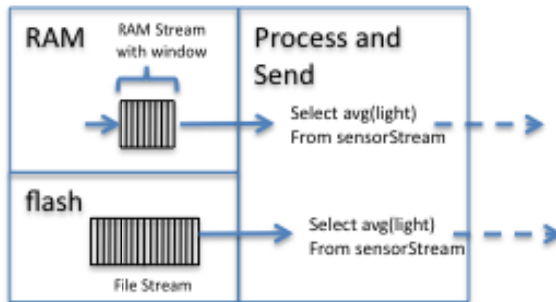 RAM
RAM Stream
with window
Process and
Send
Select avg(light)
From sensorStream
flash
File Stream
Select avg(light)
From sensorStream